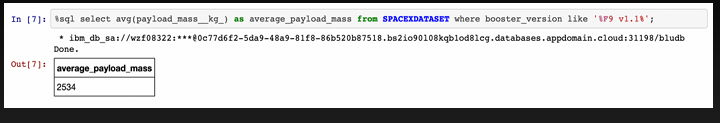 In [7]: %sql select avg(payload_mass__kg_) as average_payload_mass from SPACEXDATASET where booster_version like '%F9 v1.1%';
* ibm_db_sa://wzf08322:***@0c77d6f2-5da9-48a9-81f8-86b520b87518.bs2io90108kqb1od8lcg.databases.appdomain.cloud:31198/bludb
Done.
Out[7]: average_payload_mass
2534